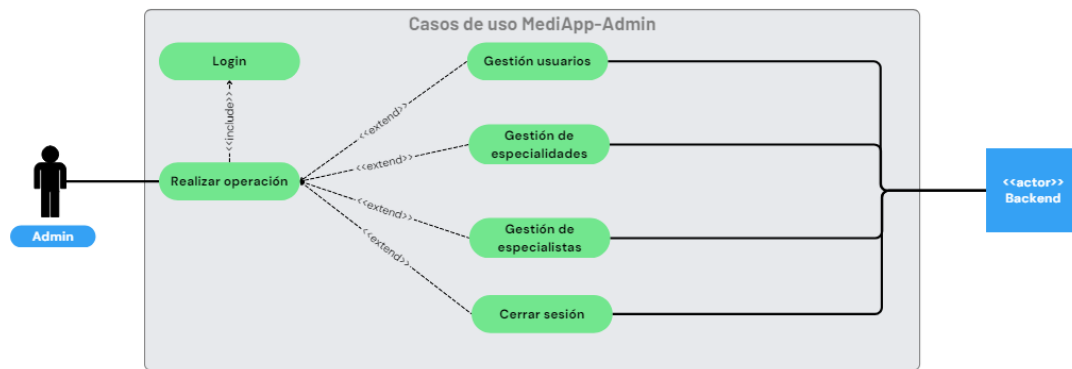 Casos de uso MediApp-Admin
Login
Gestión usuarios
<<include>>
<<extend>>
Gestión de
especialidades
<<extend>>
Realizar operación
<<actor>>
Backend
<<extend>>
Gestión de
especialistas
Admin
<<extend>>
Cerrar sesión